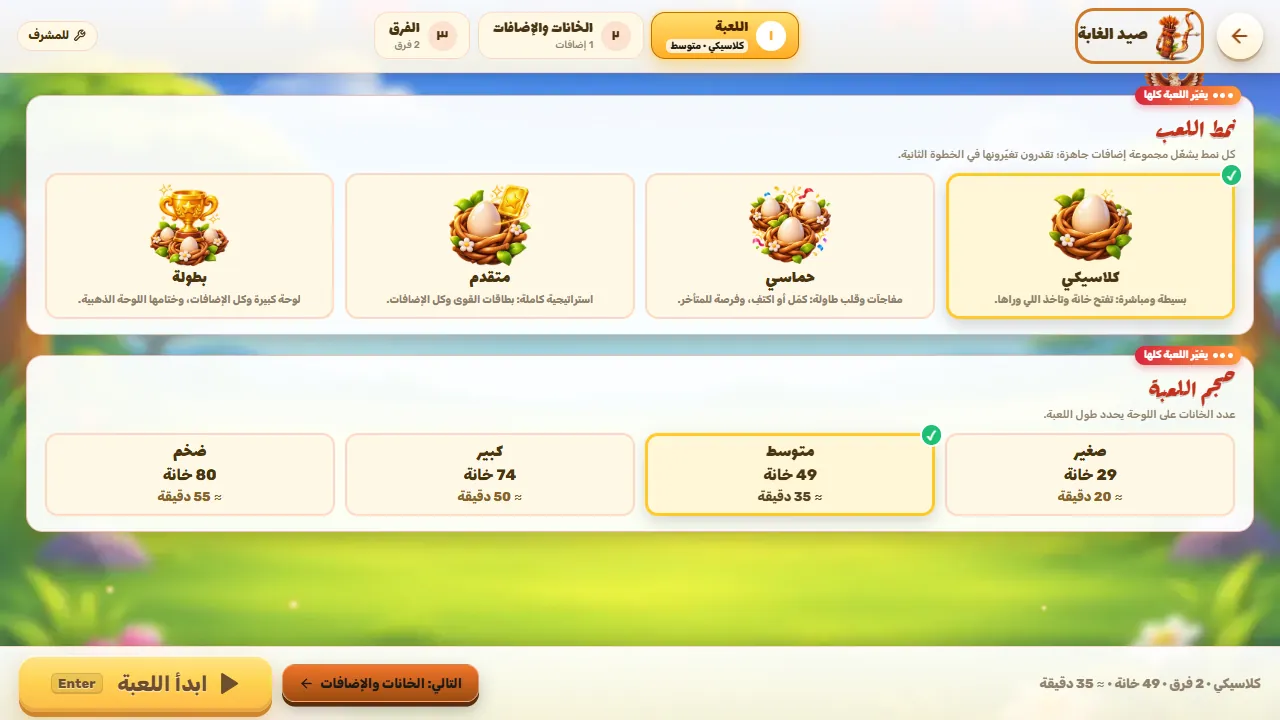 صيد الغابة
١
اللعبة
كلاسيكي • متوسط
٢
الخانات والإضافات
1 إضافات
٣
الفرق
2 فرق
للمشرف
يغيّر اللعبة كلها
نمط اللعب
كل نمط يشغّل مجموعة إضافات جاهزة؛ تقدرون تغيّرونها في الخطوة الثانية.
كلاسيكي
بسيطة ومباشرة: تفتح خانة وتاخذ اللي وراها.
حماسي
مفاجآت وقلب طاولة: كمّل أو اكتفِ، وفرصة للمتأخر.
متقدم
استراتيجية كاملة: بطاقات القوى وكل الإضافات.
بطولة
لوحة كبيرة وكل الإضافات، وختامها اللوحة الذهبية.
يغيّر اللعبة كلها
حجم اللعبة
عدد الخانات على اللوحة يحدد طول اللعبة.
صغير
29 خانة
≈ 20 دقيقة
متوسط
49 خانة
≈ 35 دقيقة
كبير
74 خانة
≈ 50 دقيقة
ضخم
80 خانة
≈ 55 دقيقة
كلاسيكي • 2 فرق • 49 خانة • ≈ 35 دقيقة
التالي: الخانات والإضافات ←
ابدأ اللعبة Enter